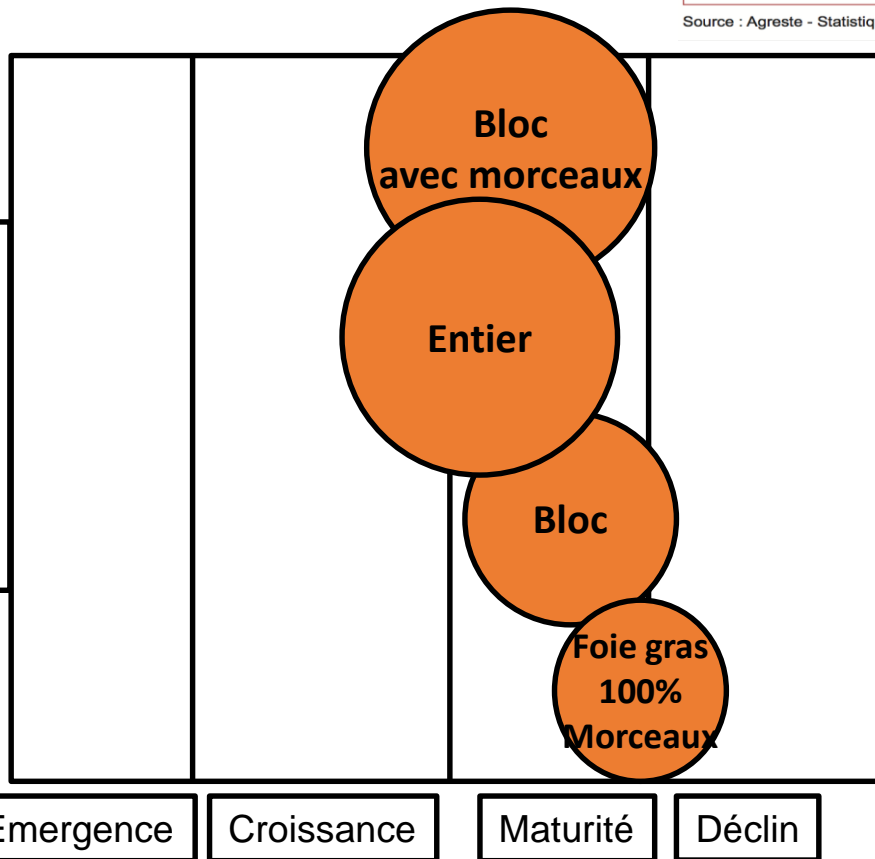 Source : Agreste - Statistiq
Bloc
avec morceaux
Entier
Bloc
Foie gras
100%
Morceaux
Emergence
Croissance
Maturité
Déclin